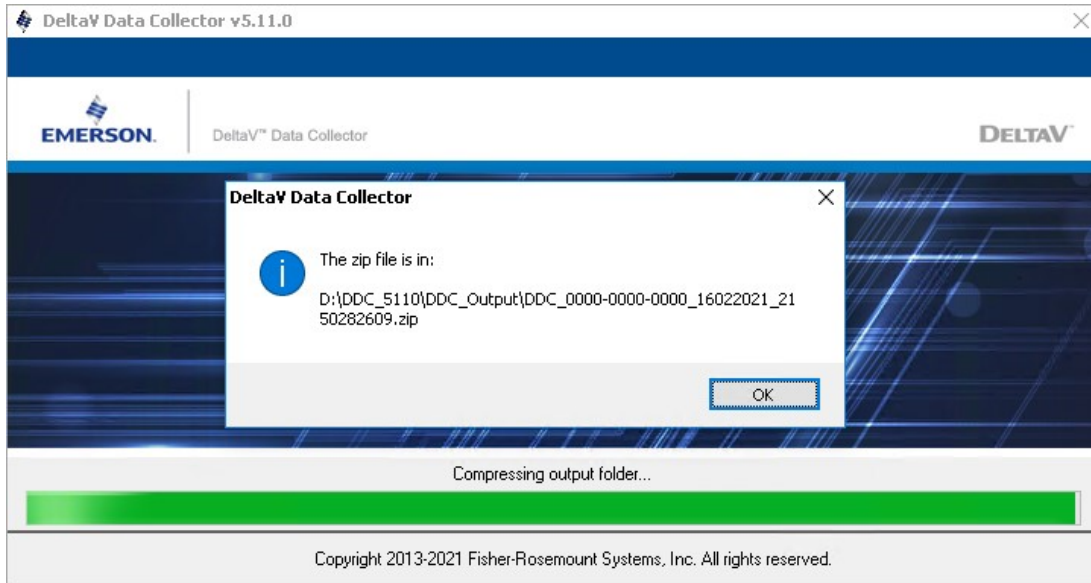 DeltaV Data Collector v5.11.0
EMERSON.
DeltaV™ Data Collector
DELTAV™
DeltaV Data Collector
The zip file is in:
D:\DDC_5110\DDC_Output\DDC_0000-0000-0000_16022021_21
50282609.zip
OK
Compressing output folder...
Copyright 2013-2021 Fisher-Rosemount Systems, Inc. All rights reserved.